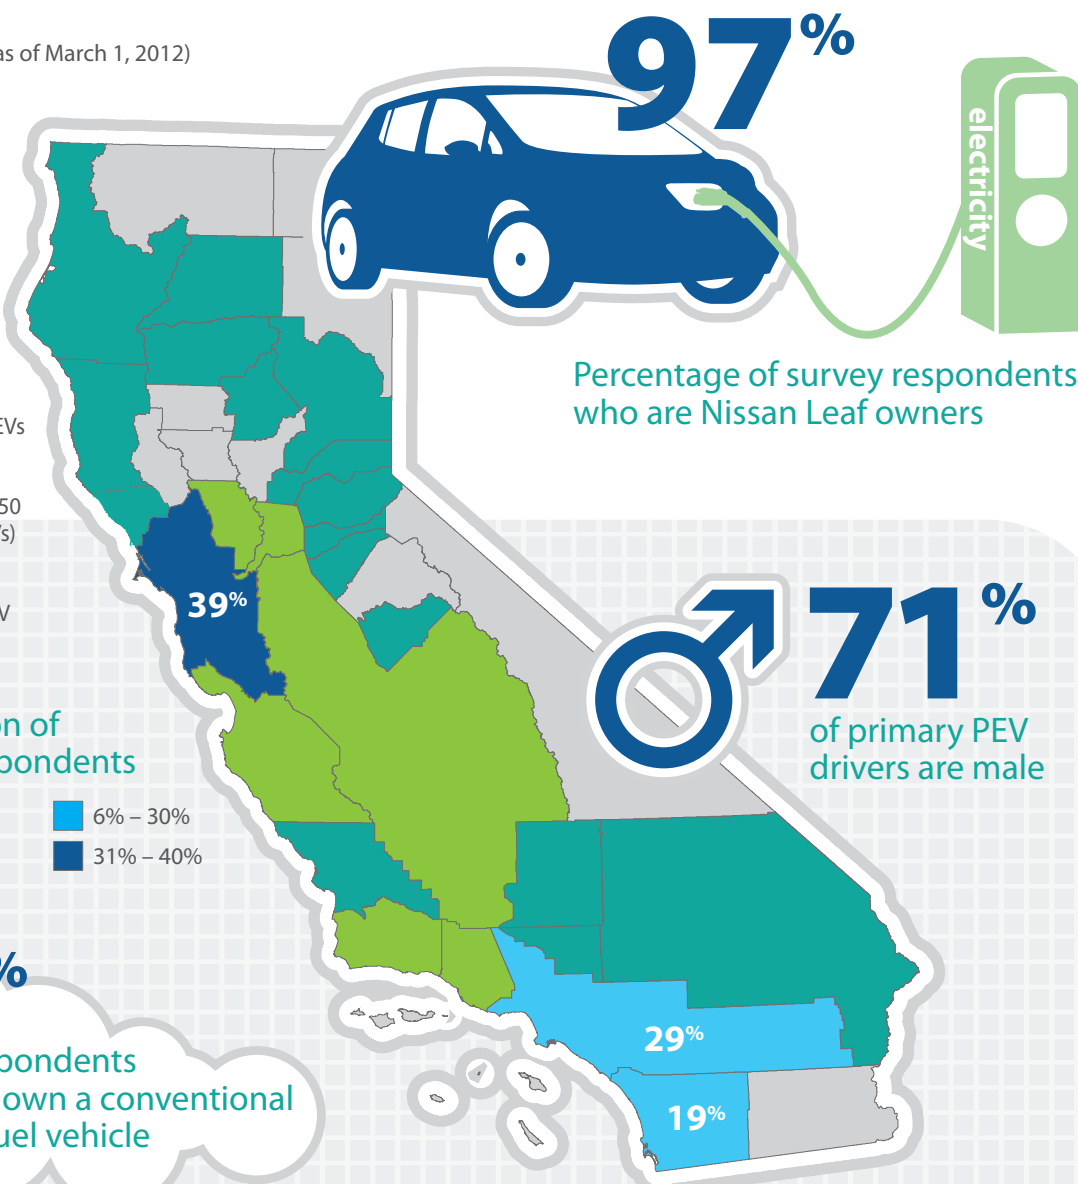 as of March 1, 2012)
97%
electricity
Percentage of survey respondents
who are Nissan Leaf owners
EVs
50
s)
V
39%
71%
of primary PEV
drivers are male
n of
pondents
6% – 30%
31% – 40%
%
pondents
own a conventional
uel vehicle
29%
19%